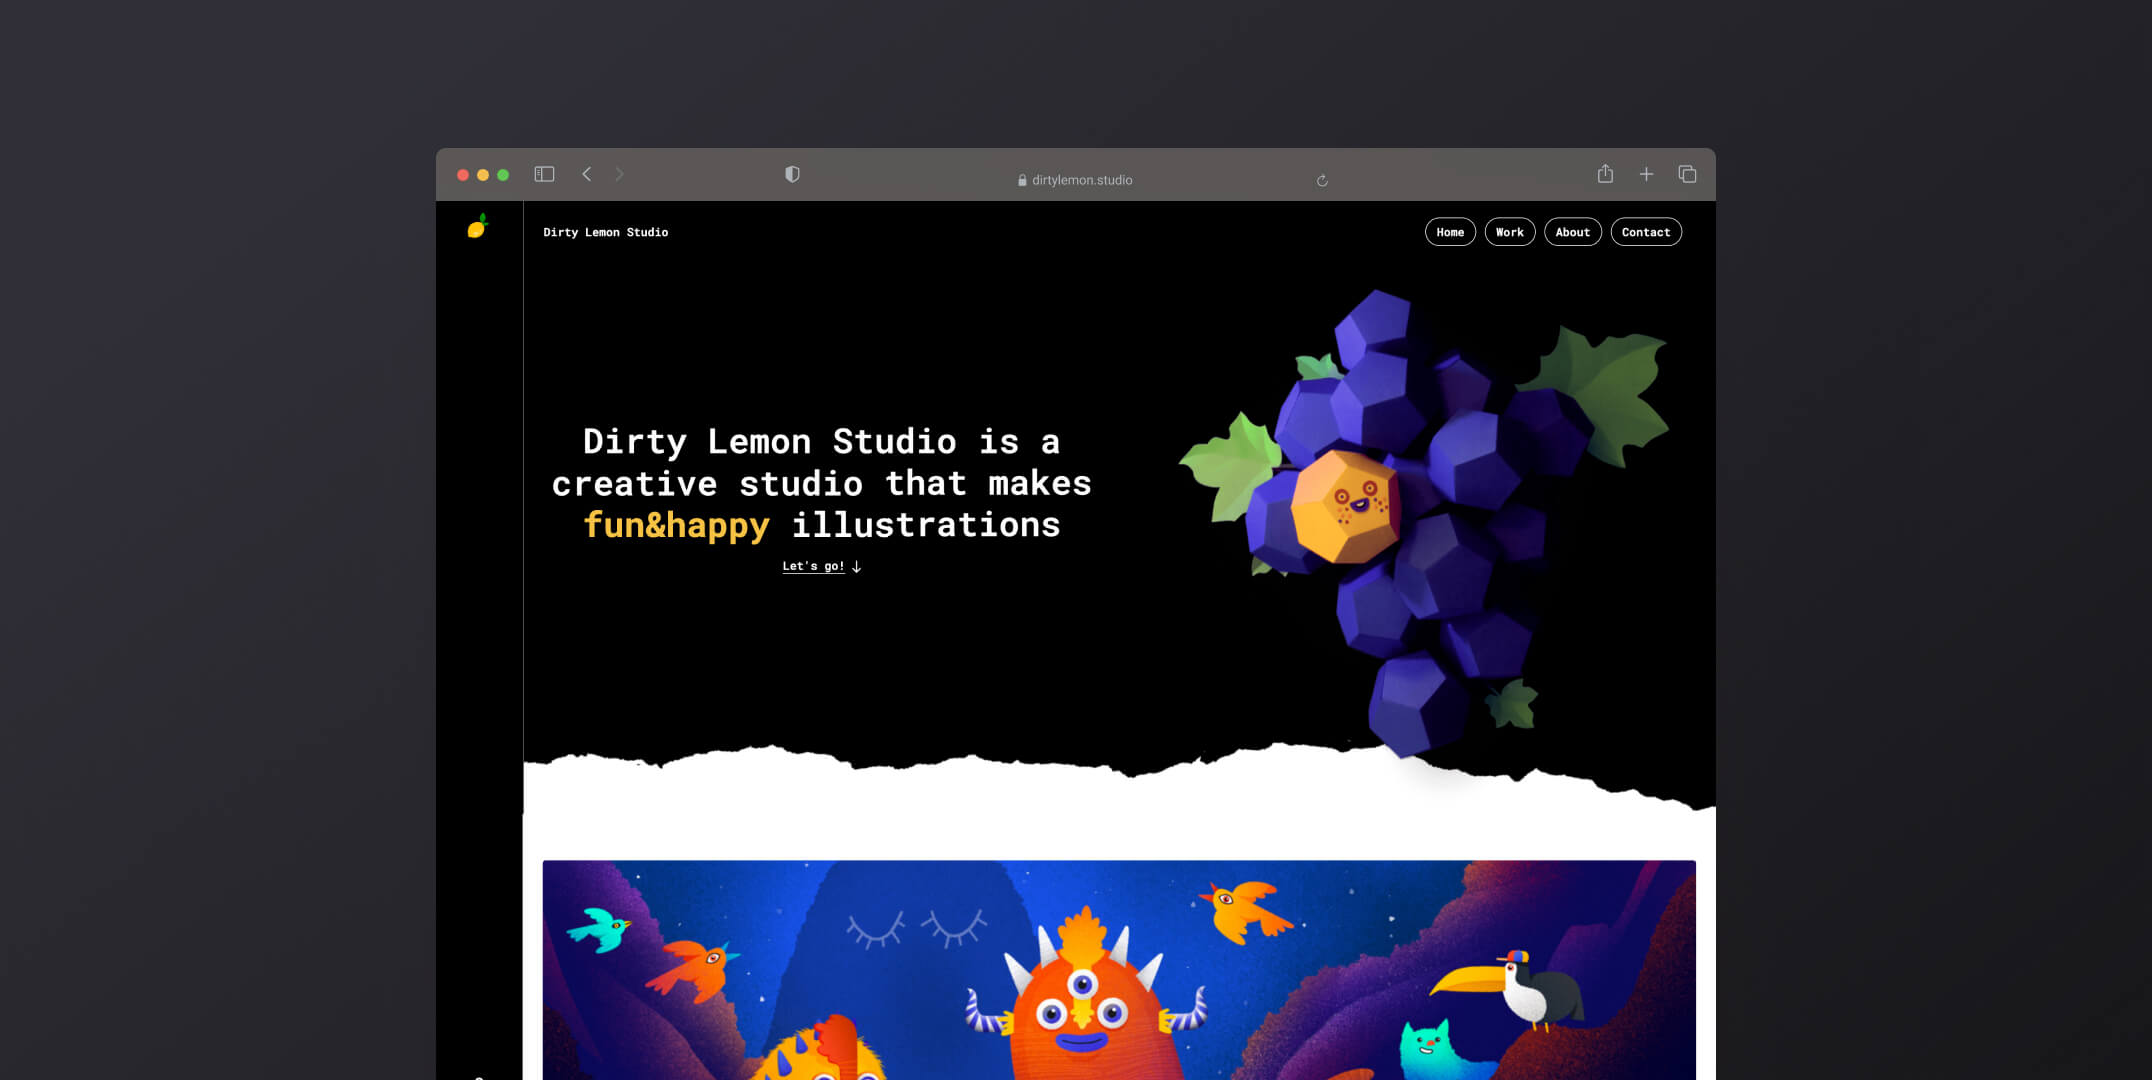 dirtylemon.studio
Dirty Lemon Studio
Home
Work
About
Contact
Dirty Lemon Studio is a
creative studio that makes
fun&happy illustrations
Let's go! ↓